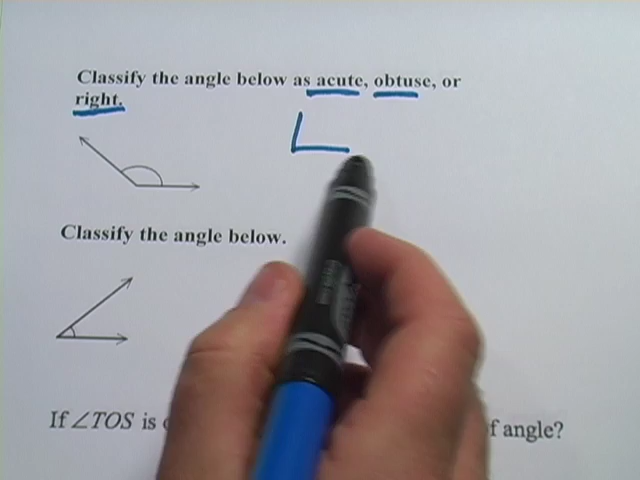 Classify the angle below as acute, obtuse, or
right.
Classify the angle below.
If ∠TOS is angle?